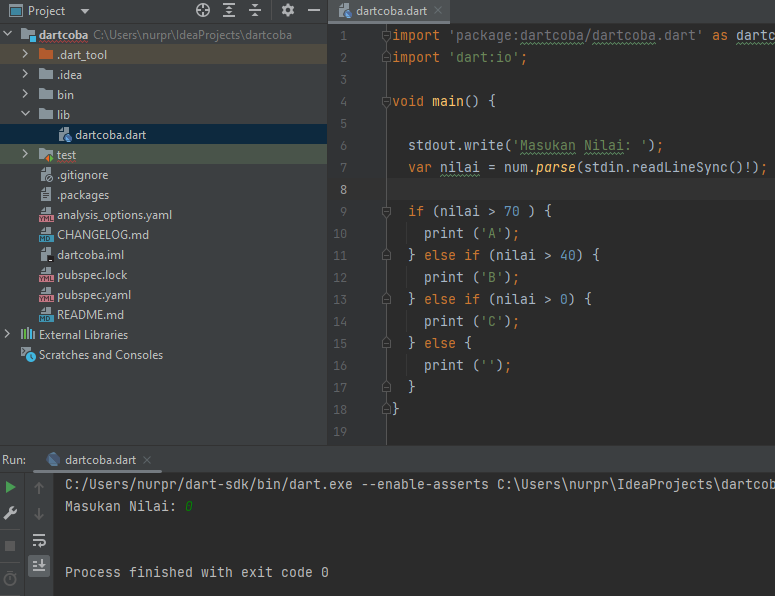 Project
dartcoba C:\Users\nurpr\IdeaProjects\dartcoba
.dart_tool
.idea
bin
lib
dartcoba.dart
test
.gitignore
.packages
analysis_options.yaml
CHANGELOG.md
dartcoba.iml
pubspec.lock
pubspec.yaml
README.md
External Libraries
Scratches and Consoles
dartcoba.dart
1 import 'package:dartcoba/dartcoba.dart' as dartc
2 import 'dart:io';
3
4 void main() {
5
6 stdout.write('Masukan Nilai: ');
7 var nilai = num.parse(stdin.readLineSync()!);
8
9 if (nilai > 70 ) {
10 print ('A');
11 } else if (nilai > 40) {
12 print ('B');
13 } else if (nilai > 0) {
14 print ('C');
15 } else {
16 print ('');
17 }
18 }
19
Run: dartcoba.dart
C:/Users/nurpr/dart-sdk/bin/dart.exe --enable-asserts C:\Users\nurpr\IdeaProjects\dartcob
Masukan Nilai: 0
Process finished with exit code 0